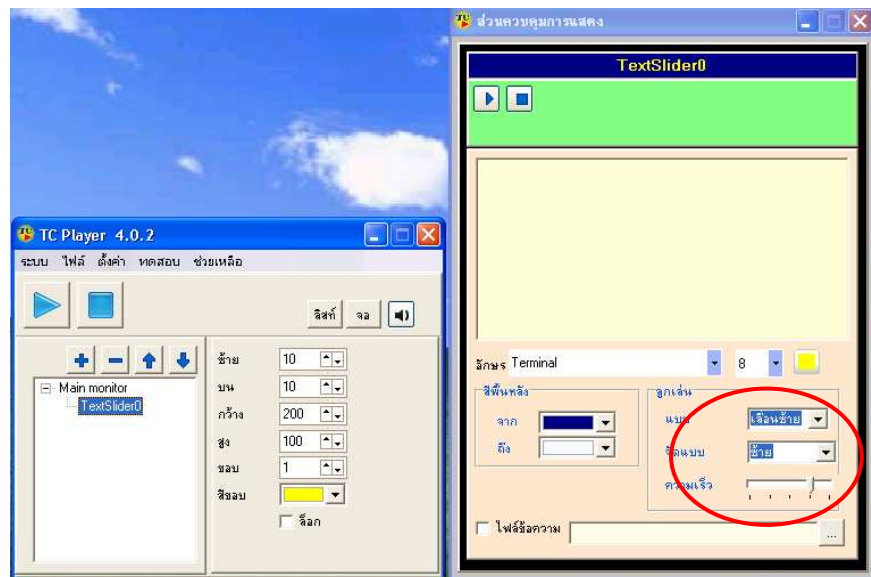 ส่วนควบคุมการแสดง
TextSlider0
TC Player 4.0.2
ระบบ ไฟล์ ตั้งค่า ทดสอบ ช่วยเหลือ
ลิสท์ จอ
Main monitor
TextSlider0
ซ้าย 10
บน 10
กว้าง 200
สูง 100
ขอบ 1
สีขอบ
ล็อก
อักษร Terminal 8
สีพื้นหลัง
จาก
ถึง
ลูกเล่น
แบบ เลื่อนซ้าย
จัดแบบ ซ้าย
ความเร็ว
ไฟล์ข้อความ ...